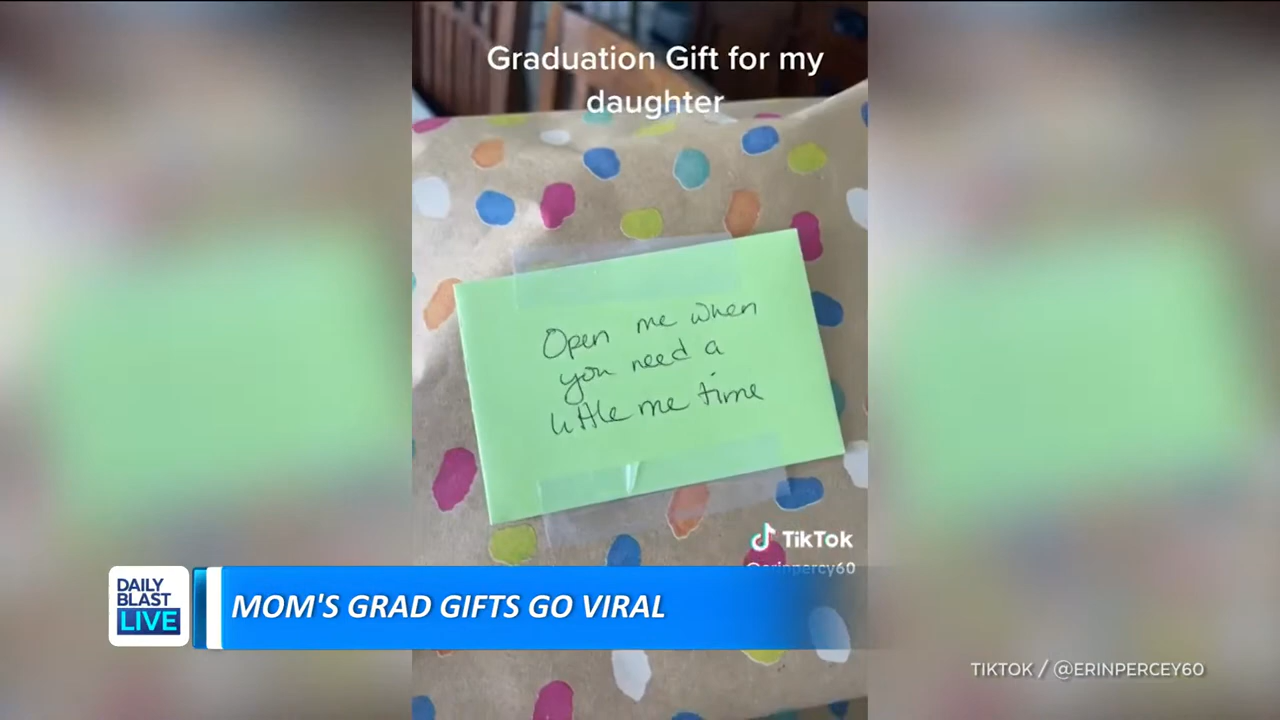 Graduation Gift for my
daughter
Open me when
you need a
little me time
TikTok
@erinpercy60
DAILY
BLAST
LIVE
MOM'S GRAD GIFTS GO VIRAL
TIKTOK / @ERINPERCEY60